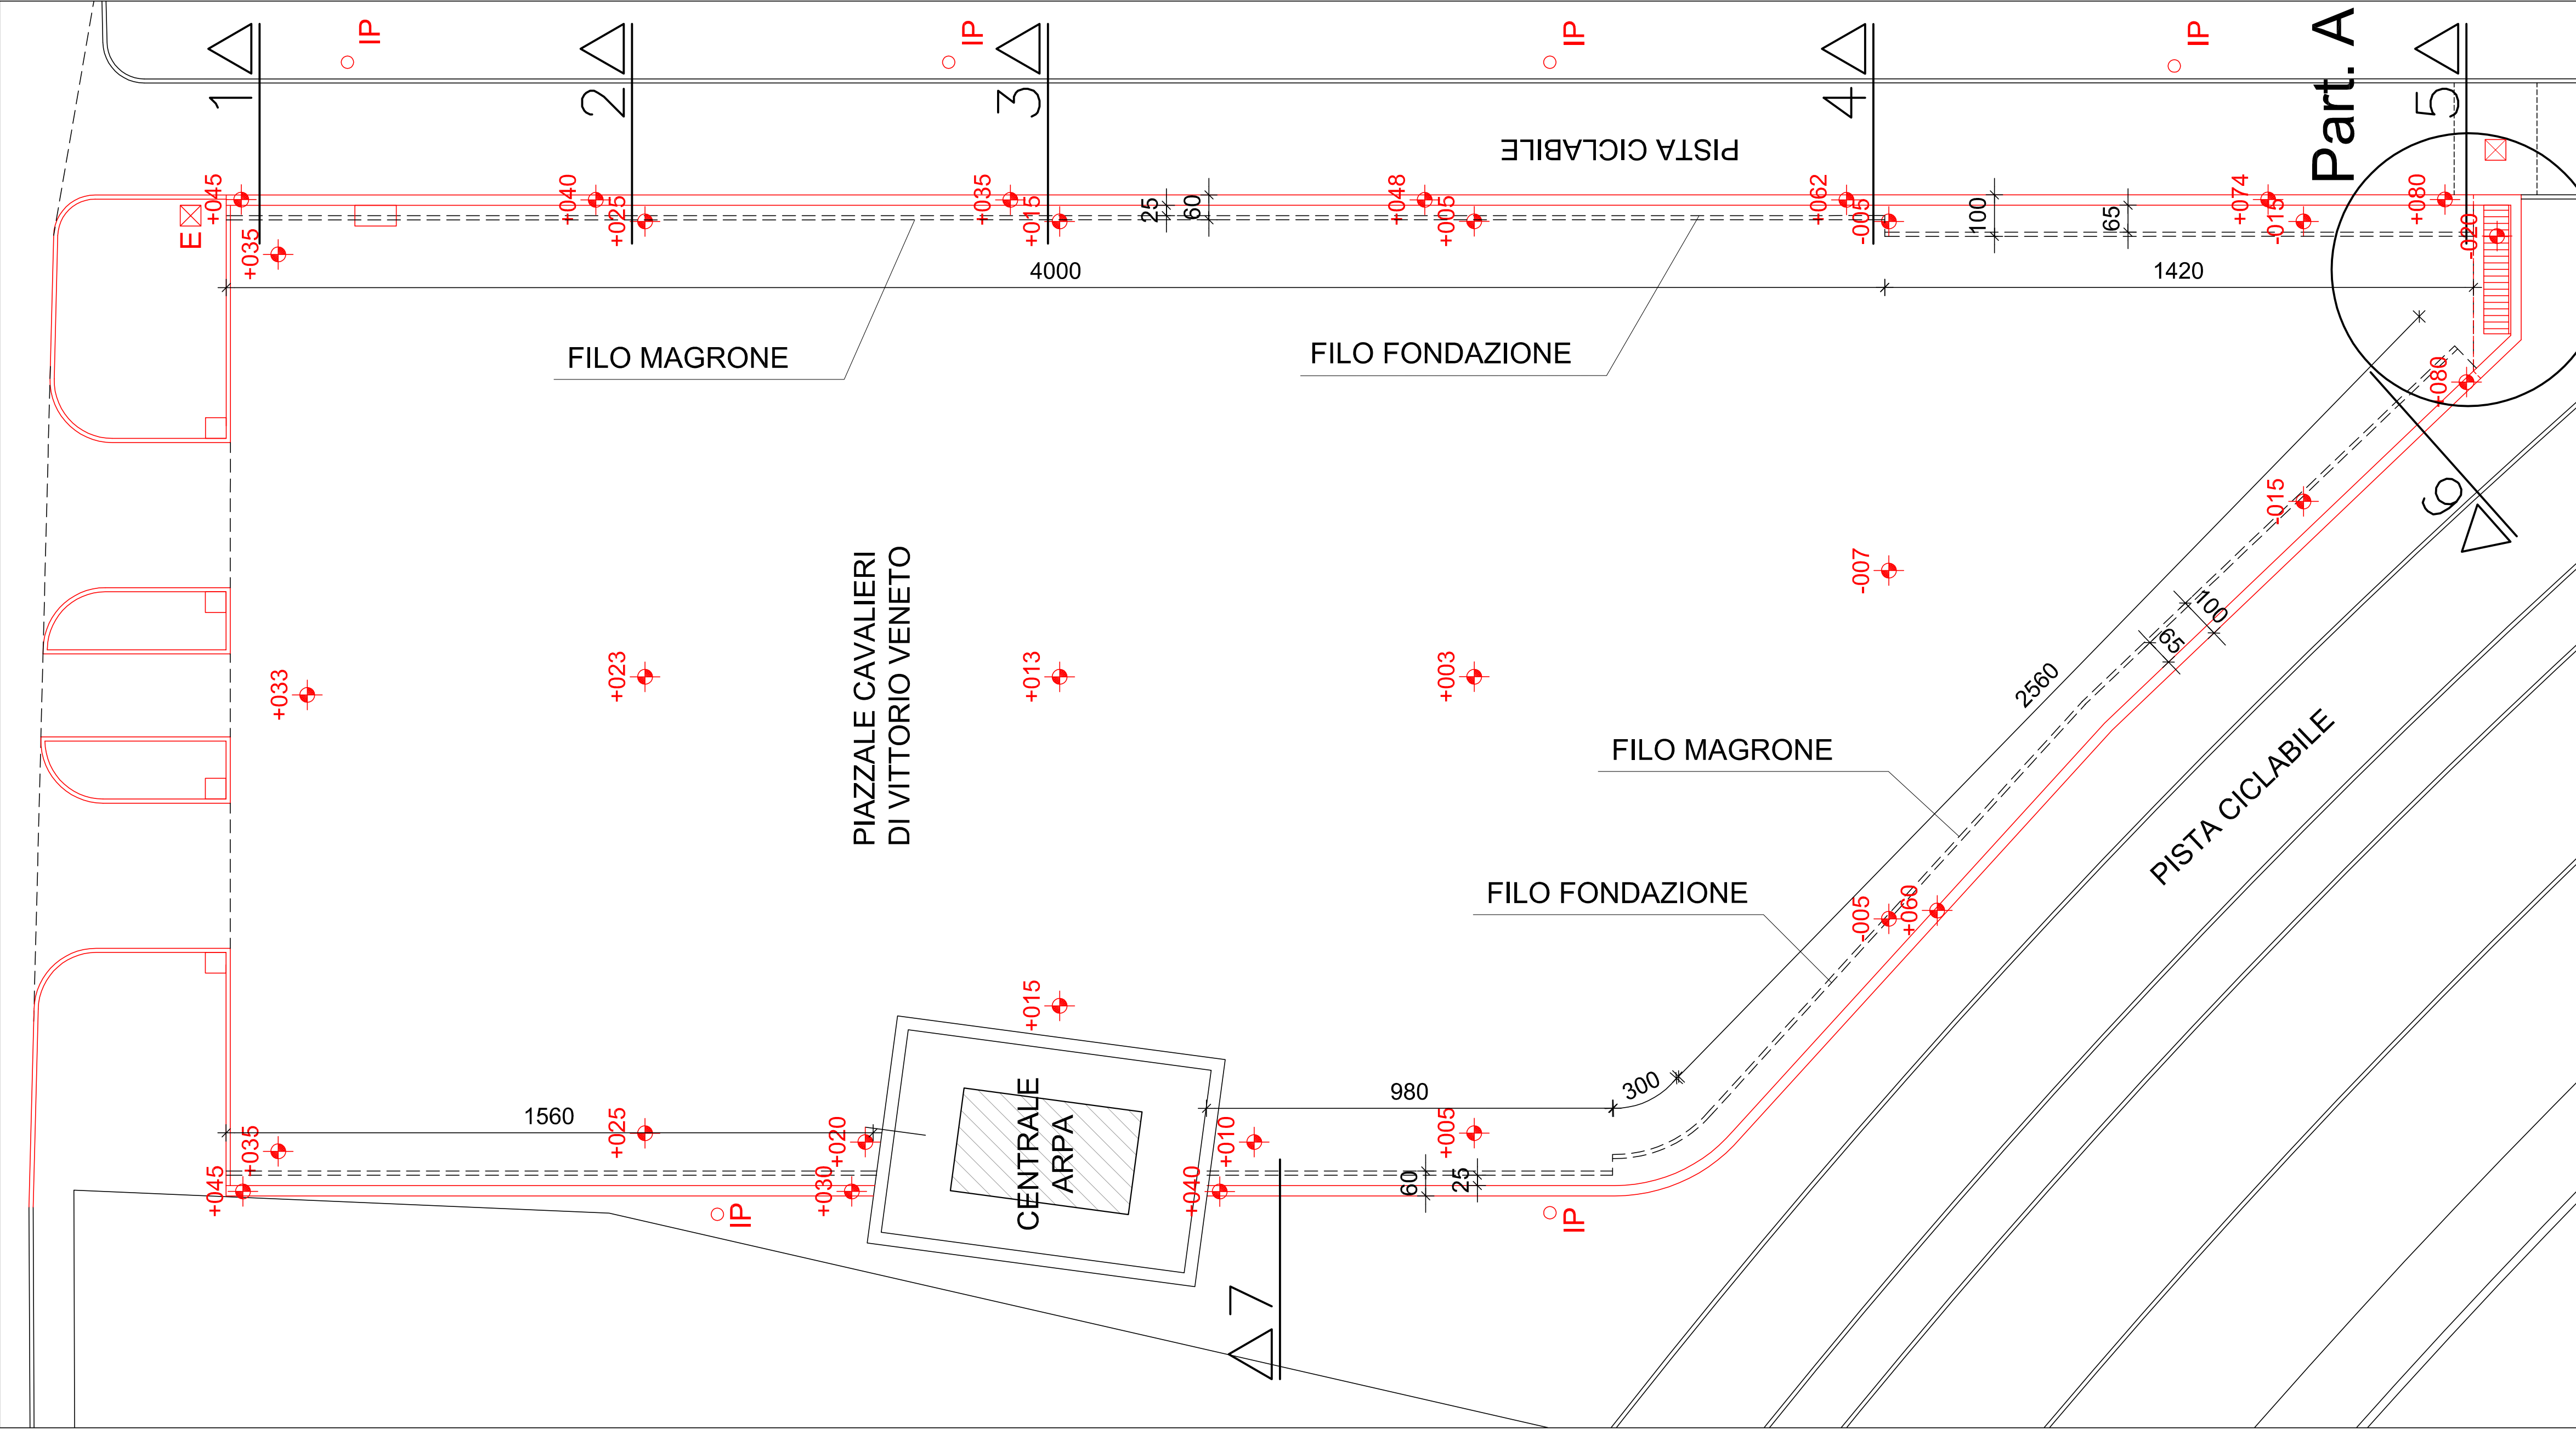 IP
IP
IP
IP
1
2
3
4
5
Part. A
PISTA CICLABILE
+045
+040
+035
+048
+062
+074
+080
E
+035
+025
+015
25
60
+005
-005
100
-015
65
-020
4000
1420
FILO MAGRONE
FILO FONDAZIONE
+080
-015
6
-007
PIAZZALE CAVALIERI
DI VITTORIO VENETO
+033
+023
+013
+003
100
65
2560
FILO MAGRONE
PISTA CICLABILE
FILO FONDAZIONE
-005
+060
+015
CENTRALE
ARPA
980
300
1560
+035
+025
+020
+010
+005
+045
+030
+040
60
25
IP
IP
7